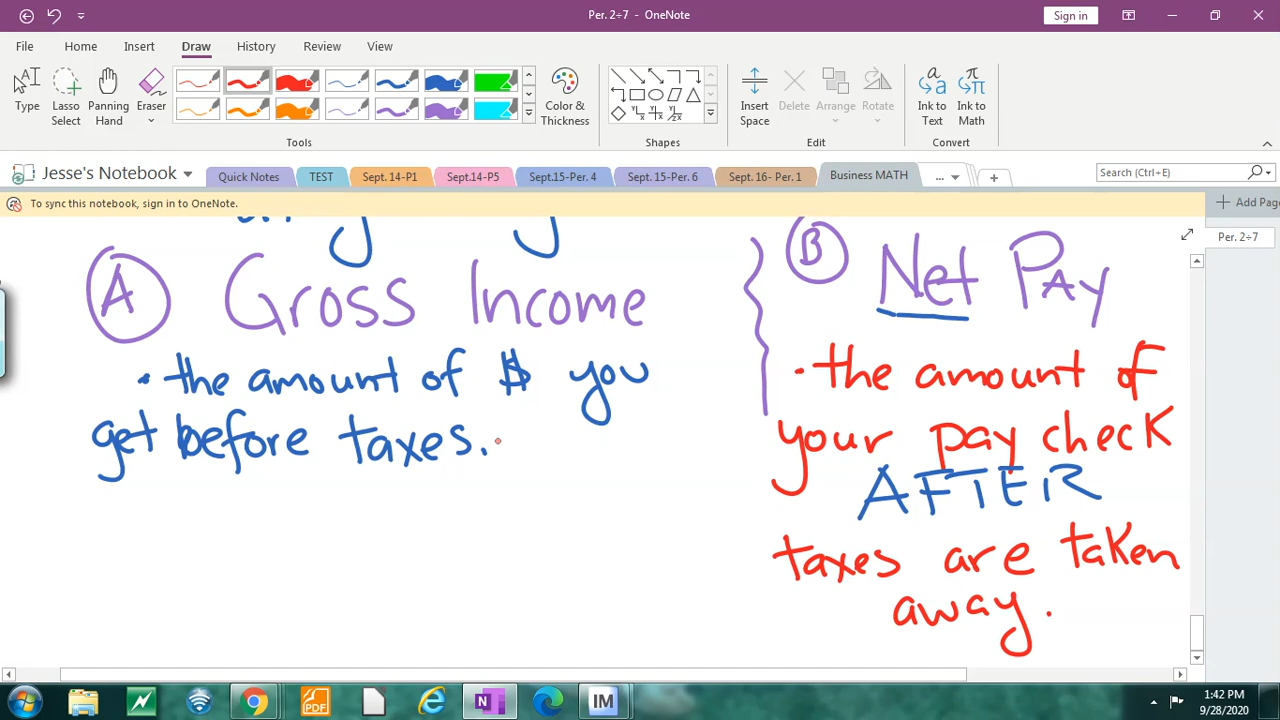 Per. 2÷7 - OneNote
Sign in
File Home Insert Draw History Review View
Type
Lasso Select
Panning Hand
Eraser
Color & Thickness
Insert Space
Delete
Arrange
Rotate
Ink to Text
Ink to Math
Tools
Shapes
Edit
Convert
Jesse's Notebook
Quick Notes TEST Sept. 14-P1 Sept.14-P5 Sept.15-Per. 4 Sept. 15-Per. 6 Sept. 16- Per. 1 Business MATH ...
Search (Ctrl+E)
To sync this notebook, sign in to OneNote.
Add Pag
Per. 2÷7
A Gross Income
• the amount of $ you
get before taxes.
B Net Pay
• the amount of
your pay check
AFTER
taxes are taken
away.
PDF
IM
1:42 PM
9/28/2020